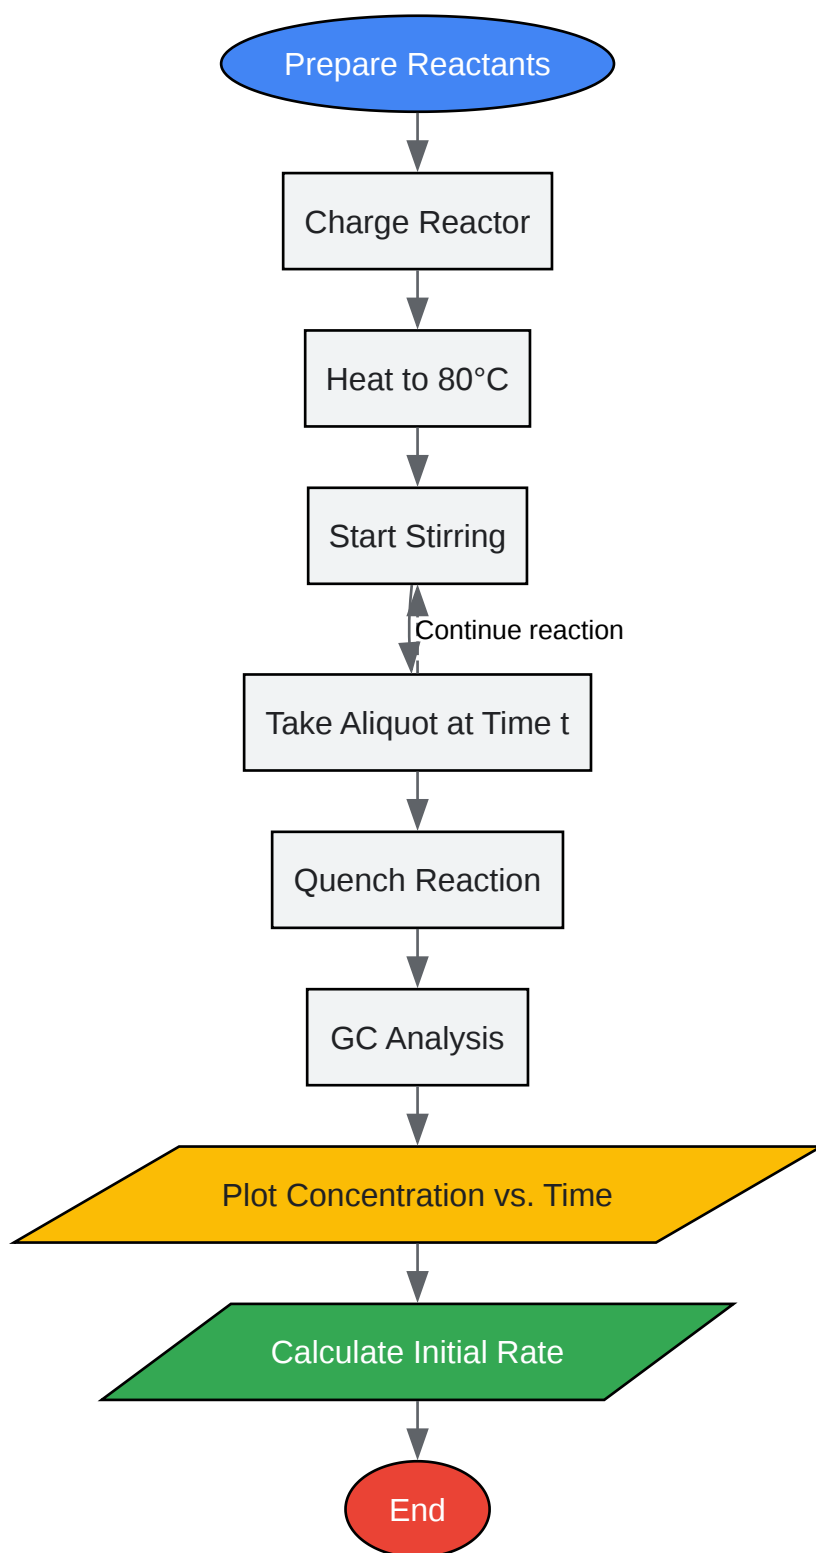 Prepare Reactants
Charge Reactor
Heat to 80°C
Start Stirring
Continue reaction
Take Aliquot at Time t
Quench Reaction
GC Analysis
Plot Concentration vs. Time
Calculate Initial Rate
End